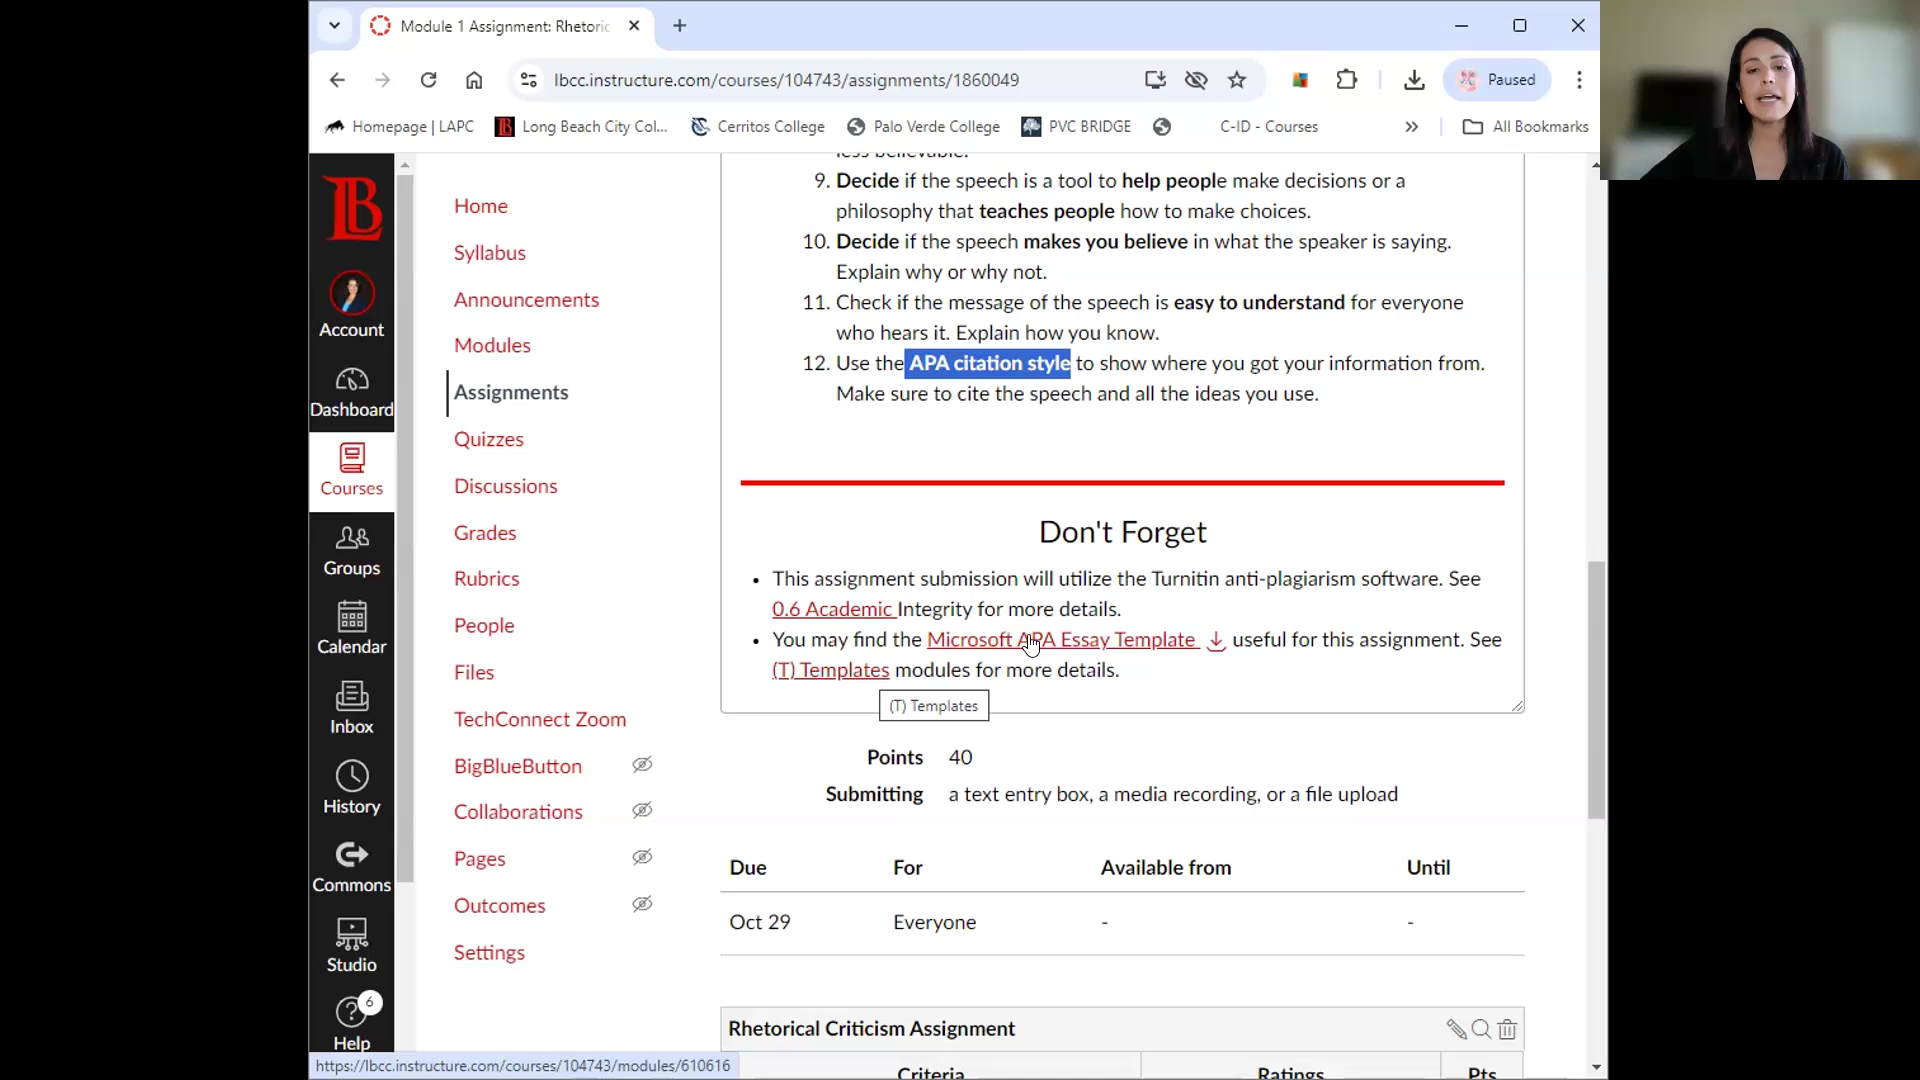 Module 1 Assignment: Rhetoric
lbcc.instructure.com/courses/104743/assignments/1860049
Paused
Homepage | LAPC
Long Beach City Col...
Cerritos College
Palo Verde College
PVC BRIDGE
C-ID - Courses
All Bookmarks
LB
Account
Dashboard
Courses
Groups
Calendar
Inbox
History
Commons
Studio
6
Help
Home
Syllabus
Announcements
Modules
Assignments
Quizzes
Discussions
Grades
Rubrics
People
Files
TechConnect Zoom
BigBlueButton
Collaborations
Pages
Outcomes
Settings
less believable.
9. Decide if the speech is a tool to help people make decisions or a
philosophy that teaches people how to make choices.
10. Decide if the speech makes you believe in what the speaker is saying.
Explain why or why not.
11. Check if the message of the speech is easy to understand for everyone
who hears it. Explain how you know.
12. Use the APA citation style to show where you got your information from.
Make sure to cite the speech and all the ideas you use.
Don't Forget
• This assignment submission will utilize the Turnitin anti-plagiarism software. See
0.6 Academic Integrity for more details.
• You may find the Microsoft APA Essay Template useful for this assignment. See
(T) Templates modules for more details.
(T) Templates
Points 40
Submitting a text entry box, a media recording, or a file upload
Due For Available from Until
Oct 29 Everyone - -
Rhetorical Criticism Assignment
Criteria Ratings Pts
https://lbcc.instructure.com/courses/104743/modules/610616